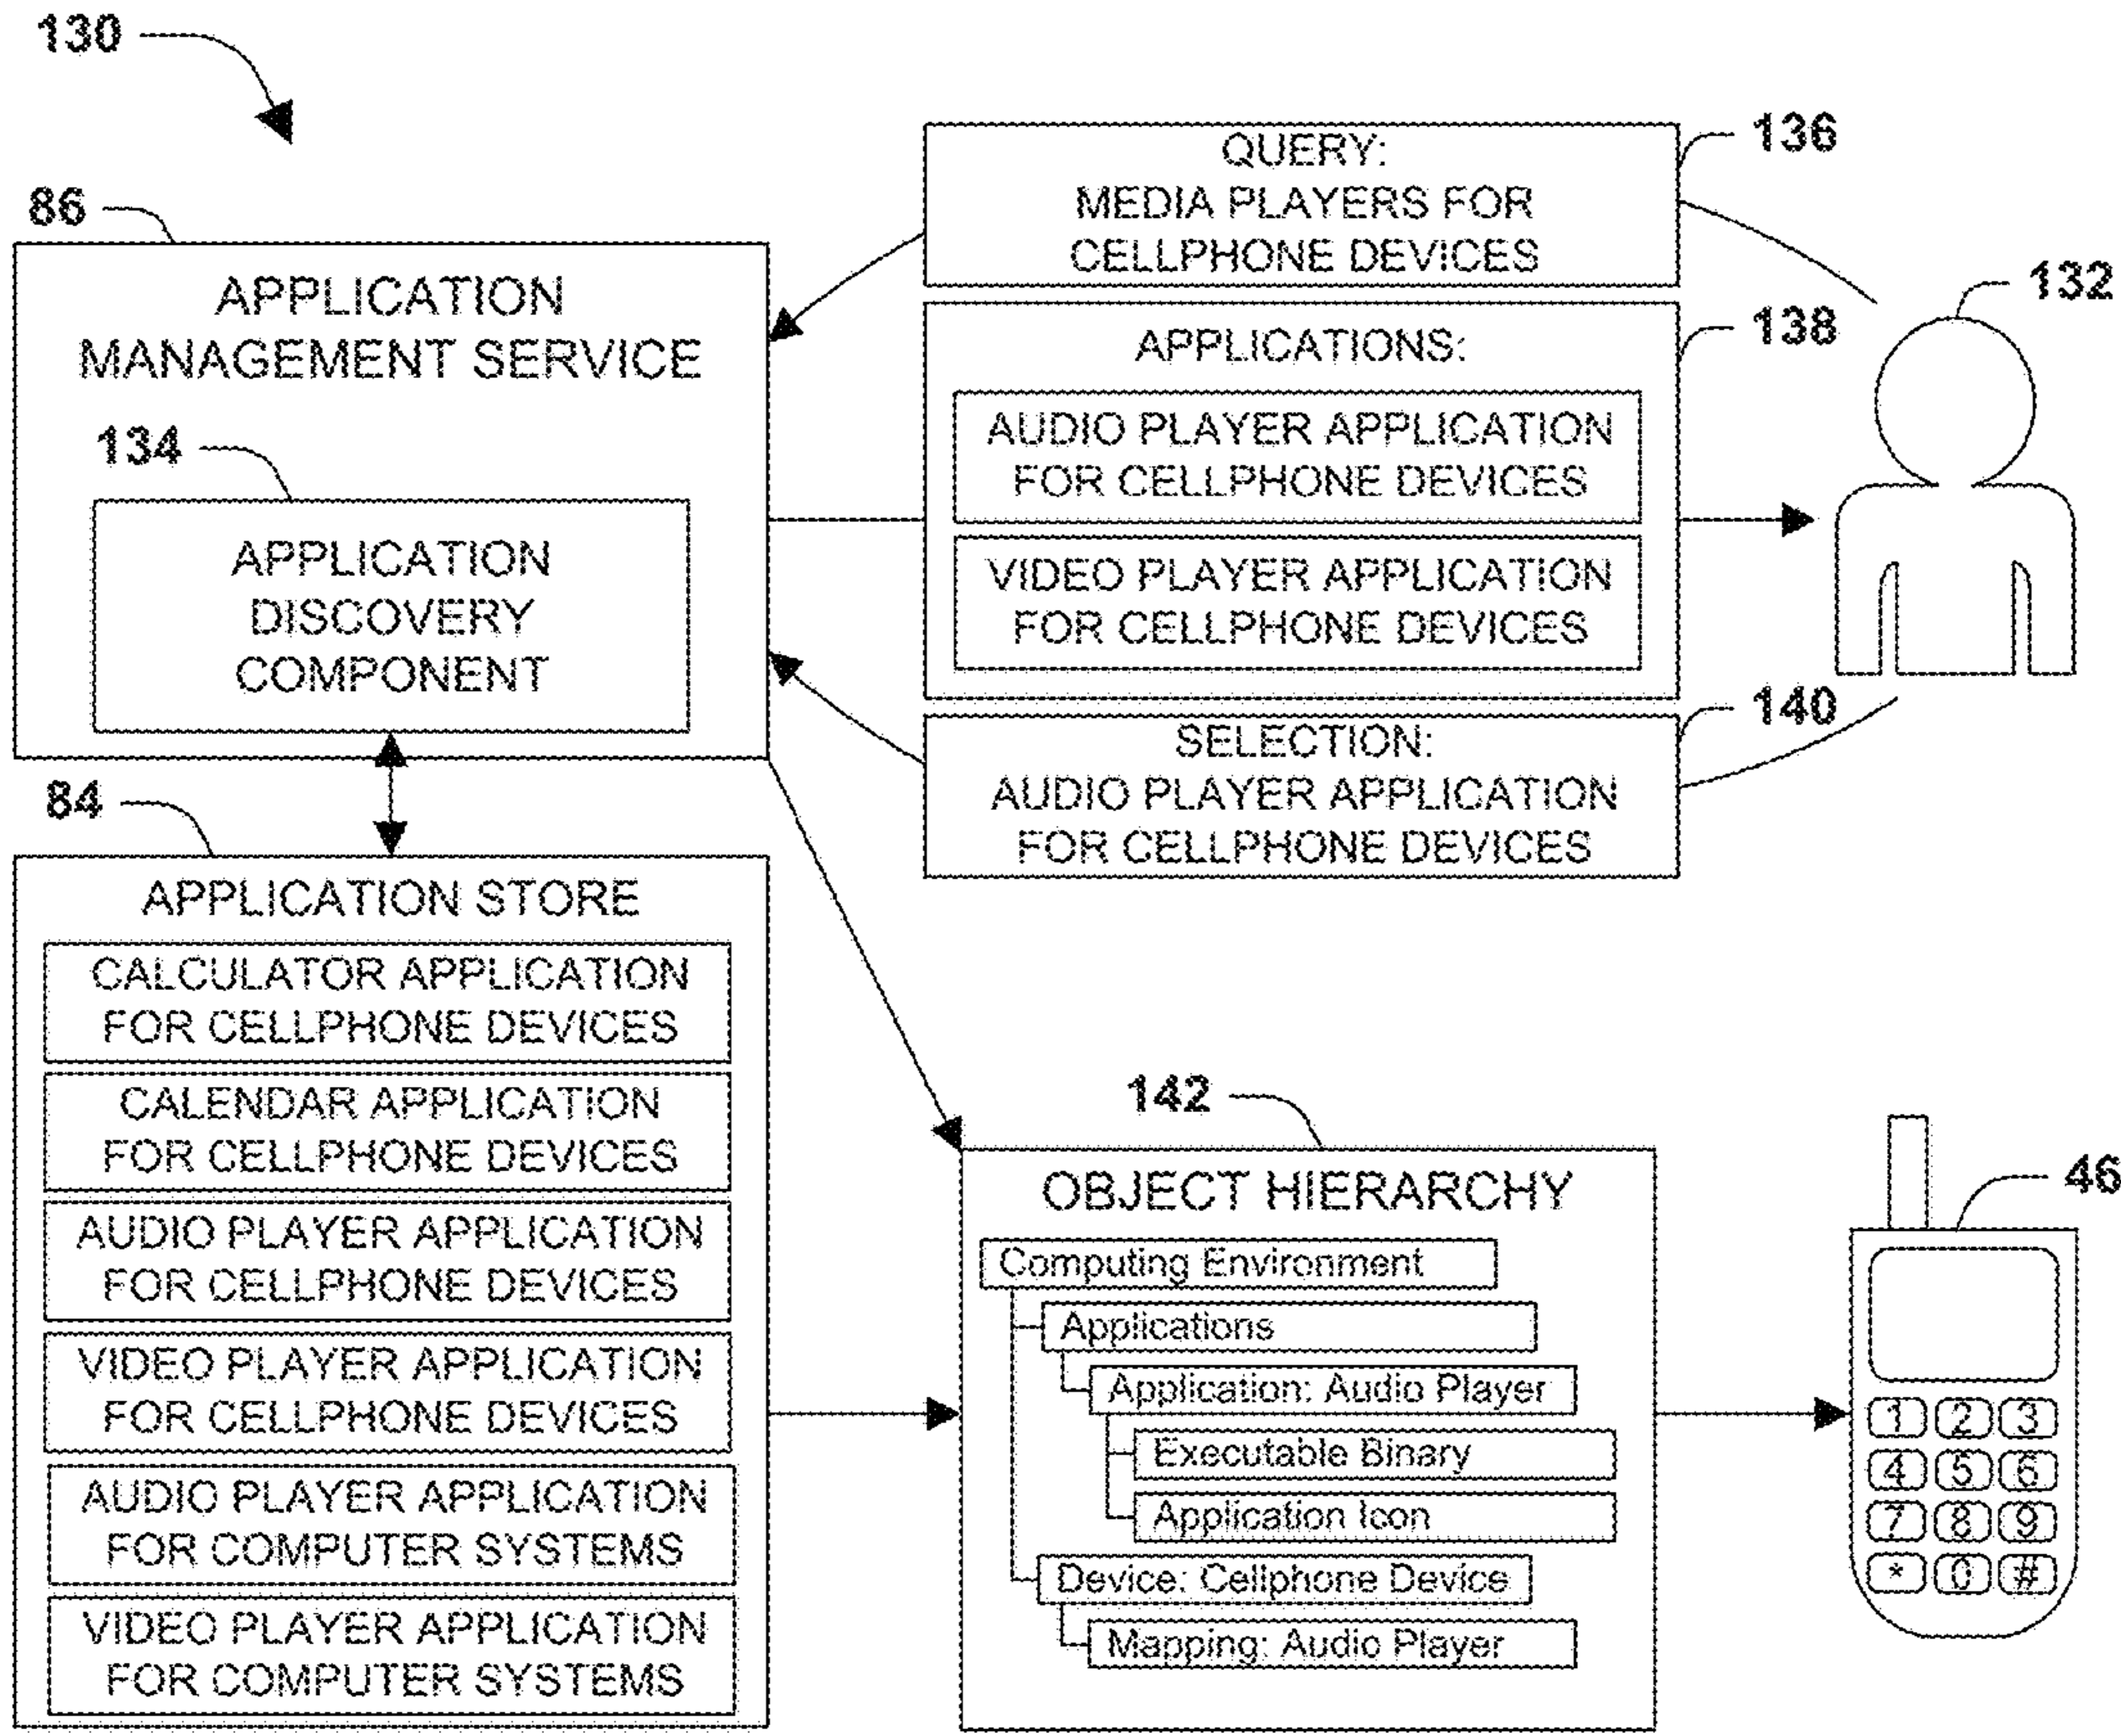 130
86
APPLICATION
MANAGEMENT SERVICE
134
APPLICATION
DISCOVERY
COMPONENT
136
QUERY:
MEDIA PLAYERS FOR
CELLPHONE DEVICES
132
138
APPLICATIONS:
AUDIO PLAYER APPLICATION
FOR CELLPHONE DEVICES
VIDEO PLAYER APPLICATION
FOR CELLPHONE DEVICES
140
SELECTION:
AUDIO PLAYER APPLICATION
FOR CELLPHONE DEVICES
84
APPLICATION STORE
CALCULATOR APPLICATION
FOR CELLPHONE DEVICES
CALENDAR APPLICATION
FOR CELLPHONE DEVICES
AUDIO PLAYER APPLICATION
FOR CELLPHONE DEVICES
VIDEO PLAYER APPLICATION
FOR CELLPHONE DEVICES
AUDIO PLAYER APPLICATION
FOR COMPUTER SYSTEMS
VIDEO PLAYER APPLICATION
FOR COMPUTER SYSTEMS
142
OBJECT HIERARCHY
Computing Environment
Applications
Application: Audio Player
Executable Binary
Application Icon
Device: Cellphone Device
Mapping: Audio Player
46
1 2 3
4 5 6
7 8 9
* 0 #